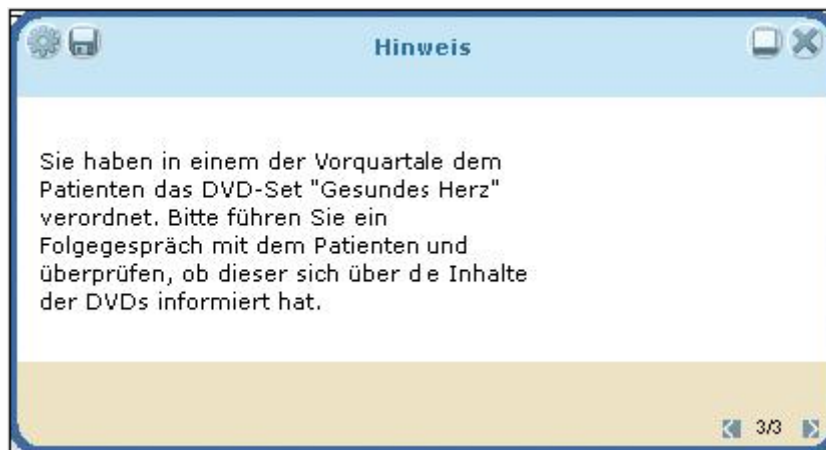 Hinweis
Sie haben in einem der Vorquartale dem
Patienten das DVD-Set "Gesundes Herz"
verordnet. Bitte führen Sie ein
Folgegespräch mit dem Patienten und
überprüfen, ob dieser sich über de Inhalte
der DVDs informiert hat.
3/3